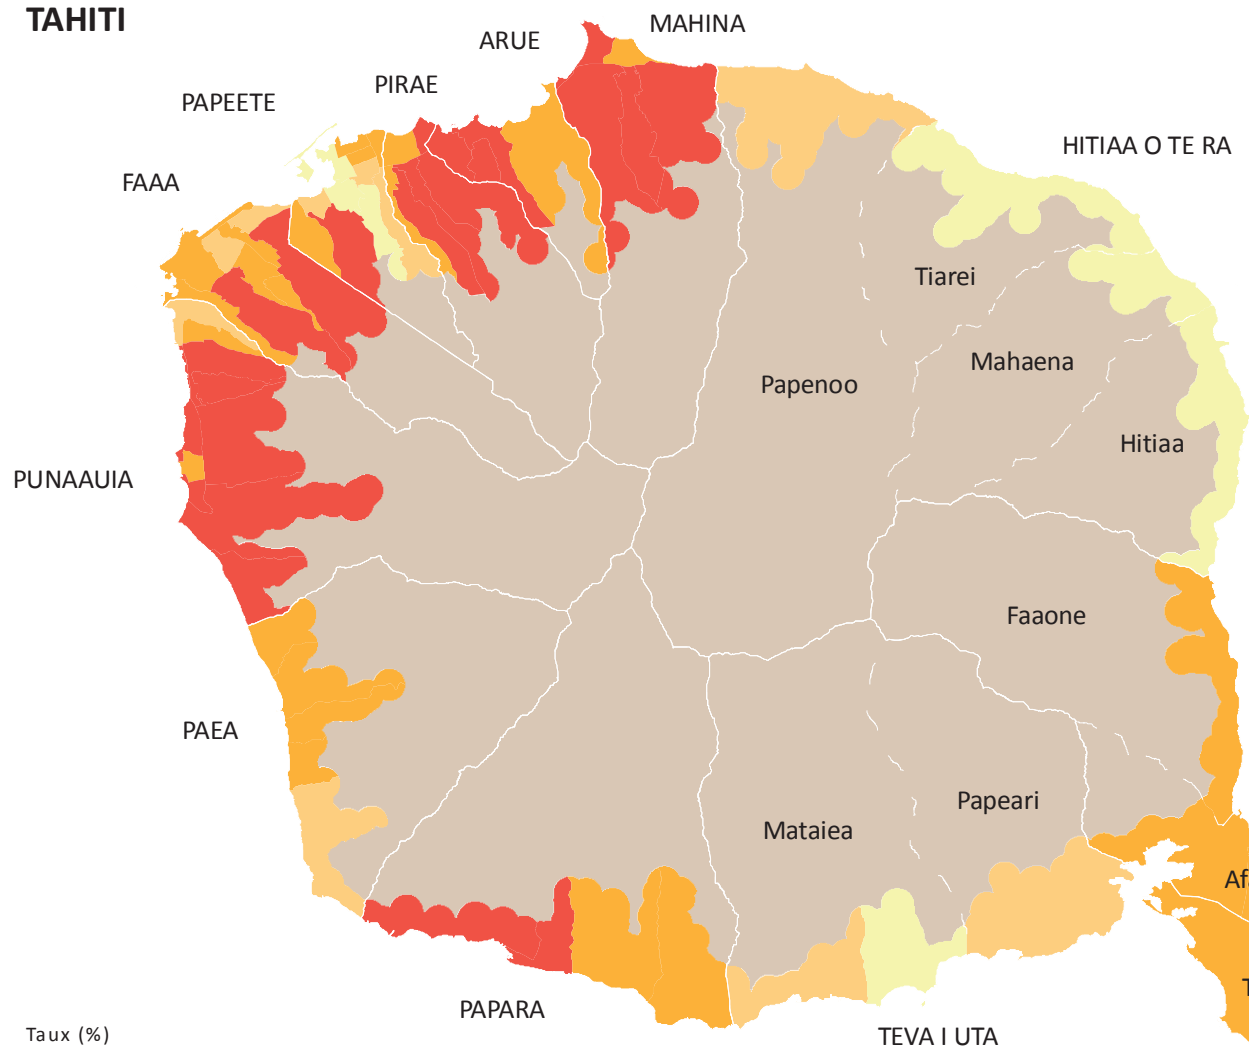 TAHITI
MAHINA
ARUE
PIRAE
PAPEETE
HITIAA O TE RA
FAAA
Tiarei
Mahaena
Papenoo
Hitiaa
PUNAAUIA
Faaone
PAEA
Papeari
Mataiea
PAPARA
Taux (%)
TEVA I UTA